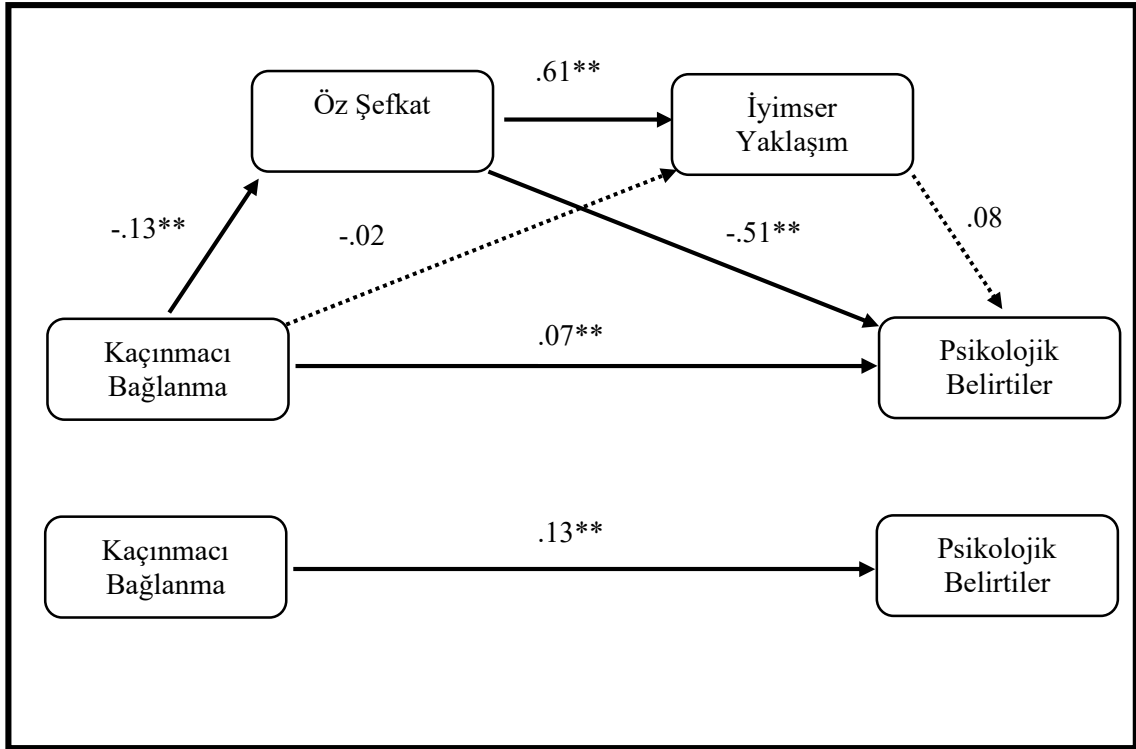 .61**
Öz Şefkat
İyimser
Yaklaşım
-.13**
-.02
-.51**
.08
Kaçınmacı
Bağlanma
.07**
Psikolojik
Belirtiler
Kaçınmacı
Bağlanma
.13**
Psikolojik
Belirtiler